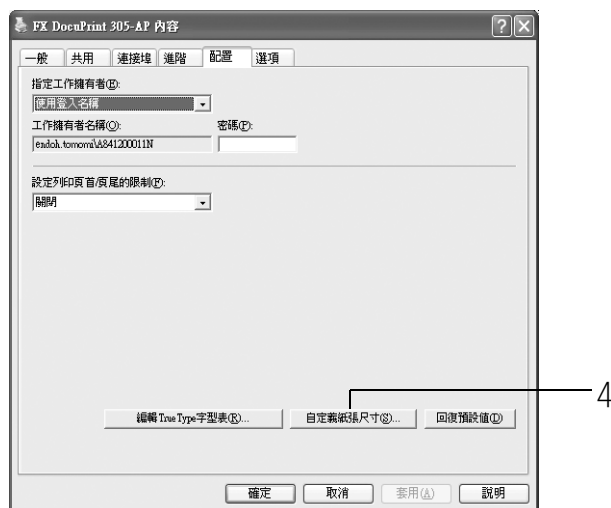 FX DocuPrint 305-AP 內容
一般 共用 連接埠 進階 配置 選項
指定工作擁有者(E):
使用登入名稱
工作擁有者名稱(O): 密碼(P):
endoh.tomomi\A841200011N
設定列印頁首/頁尾的限制(F):
關閉
4
編輯 True Type字型表(R)... 自定義紙張尺寸(S)... 回復預設值(D)
確定 取消 套用(A) 說明